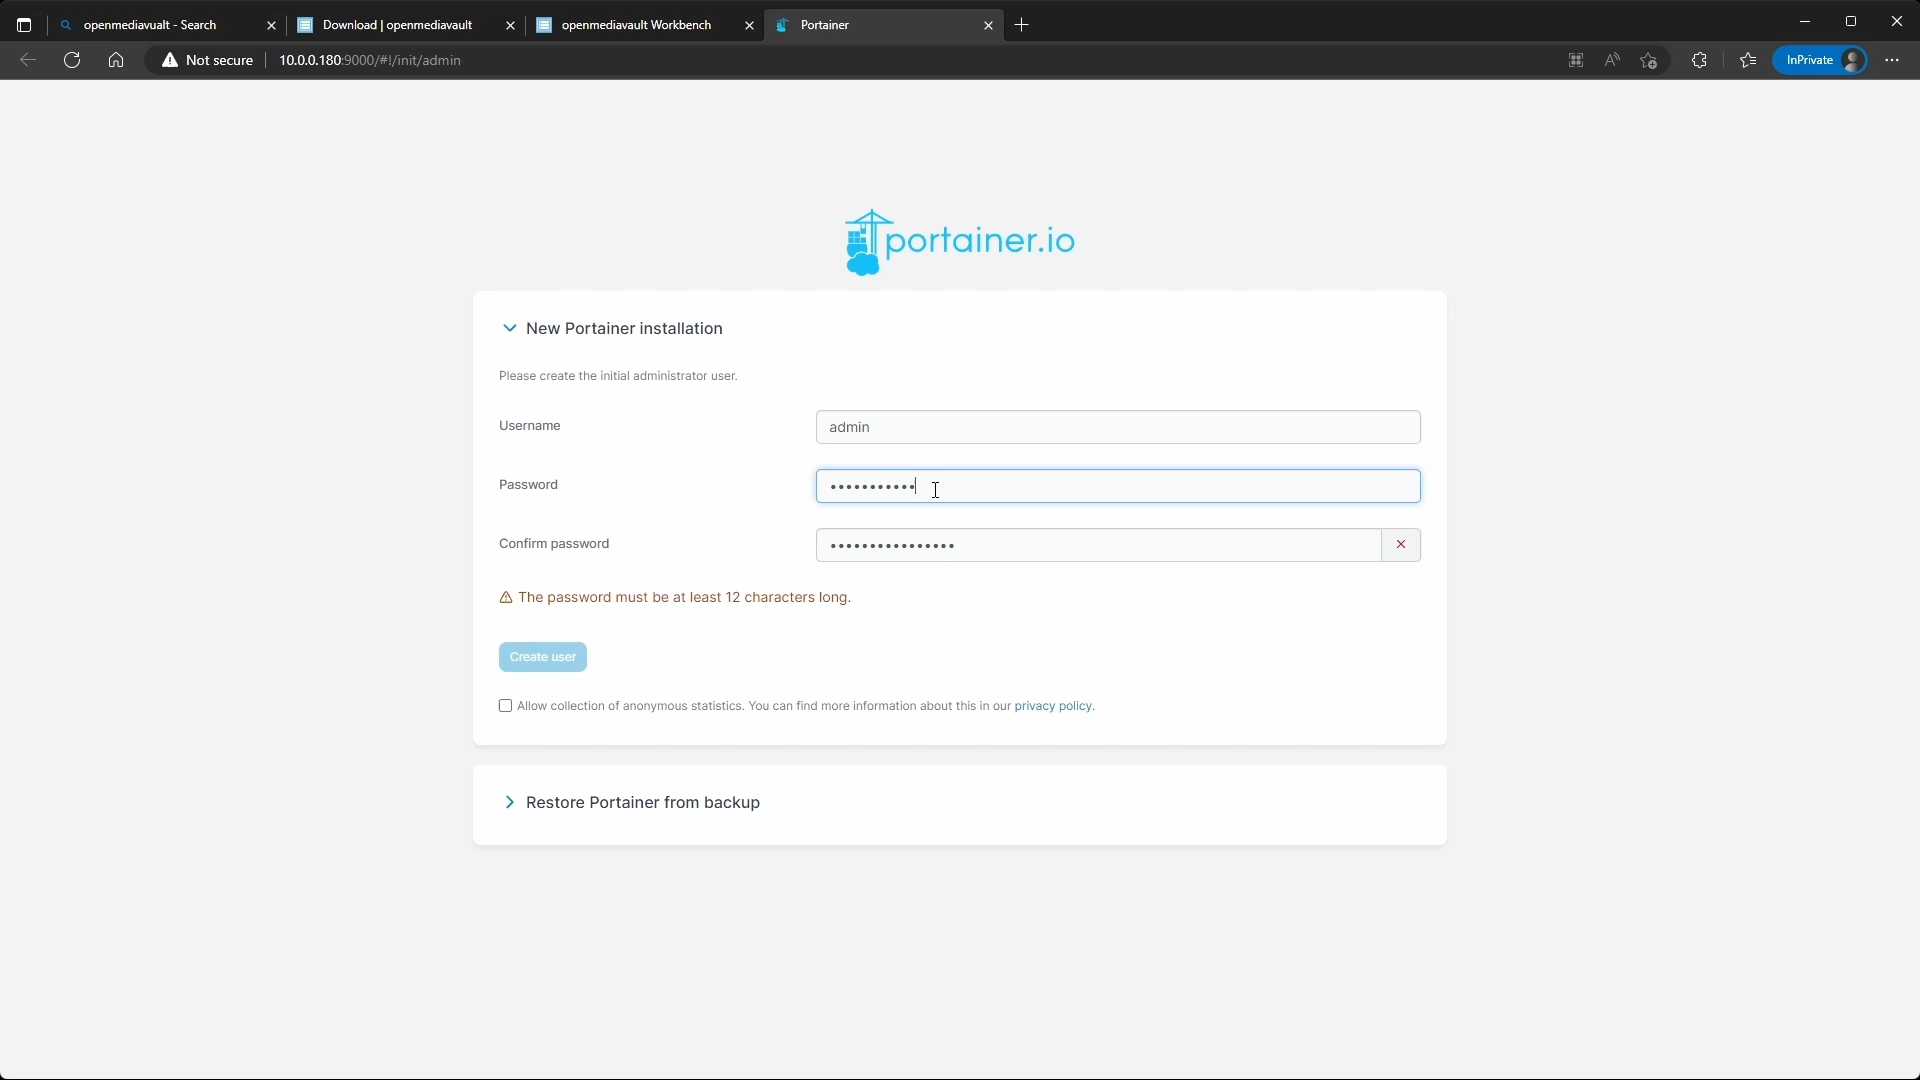 openmediavualt - Search
Download | openmediavault
openmediavault Workbench
Portainer
Not secure
10.0.0.180:9000/#!/init/admin
InPrivate
portainer.io
New Portainer installation
Please create the initial administrator user.
Username
admin
Password
•••••••••••
Confirm password
••••••••••••••••
The password must be at least 12 characters long.
Create user
Allow collection of anonymous statistics. You can find more information about this in our privacy policy.
Restore Portainer from backup